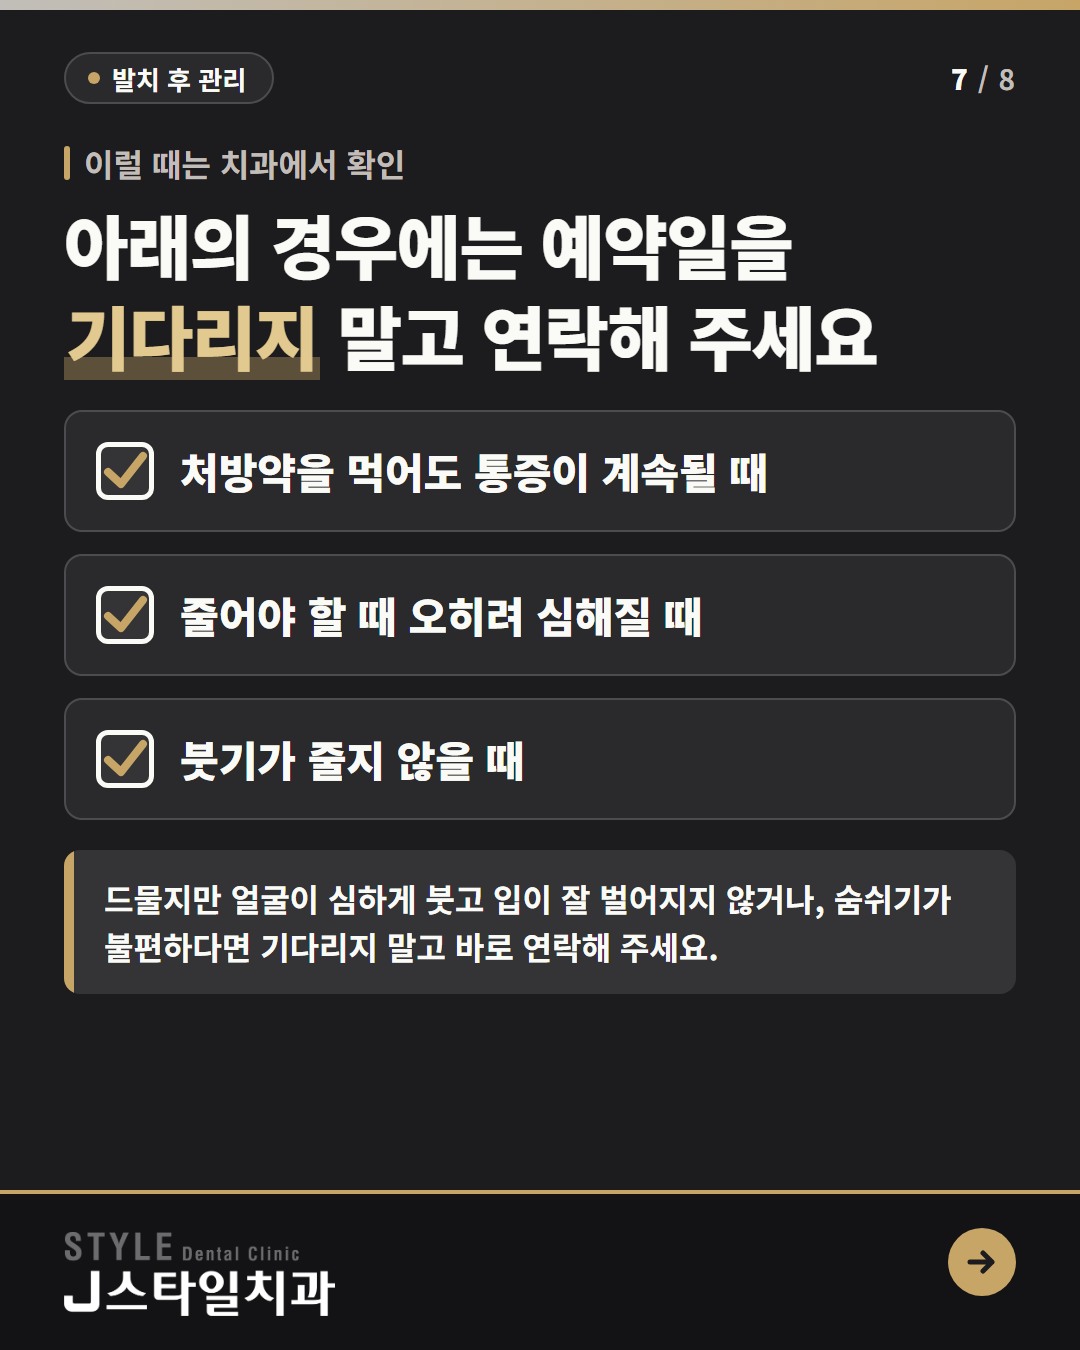 발치 후 관리
7 / 8
이럴 때는 치과에서 확인
아래의 경우에는 예약일을
기다리지 말고 연락해 주세요
처방약을 먹어도 통증이 계속될 때
줄어야 할 때 오히려 심해질 때
붓기가 줄지 않을 때
드물지만 얼굴이 심하게 붓고 입이 잘 벌어지지 않거나, 숨쉬기가
불편하다면 기다리지 말고 바로 연락해 주세요.
STYLE Dental Clinic
J스타일치과